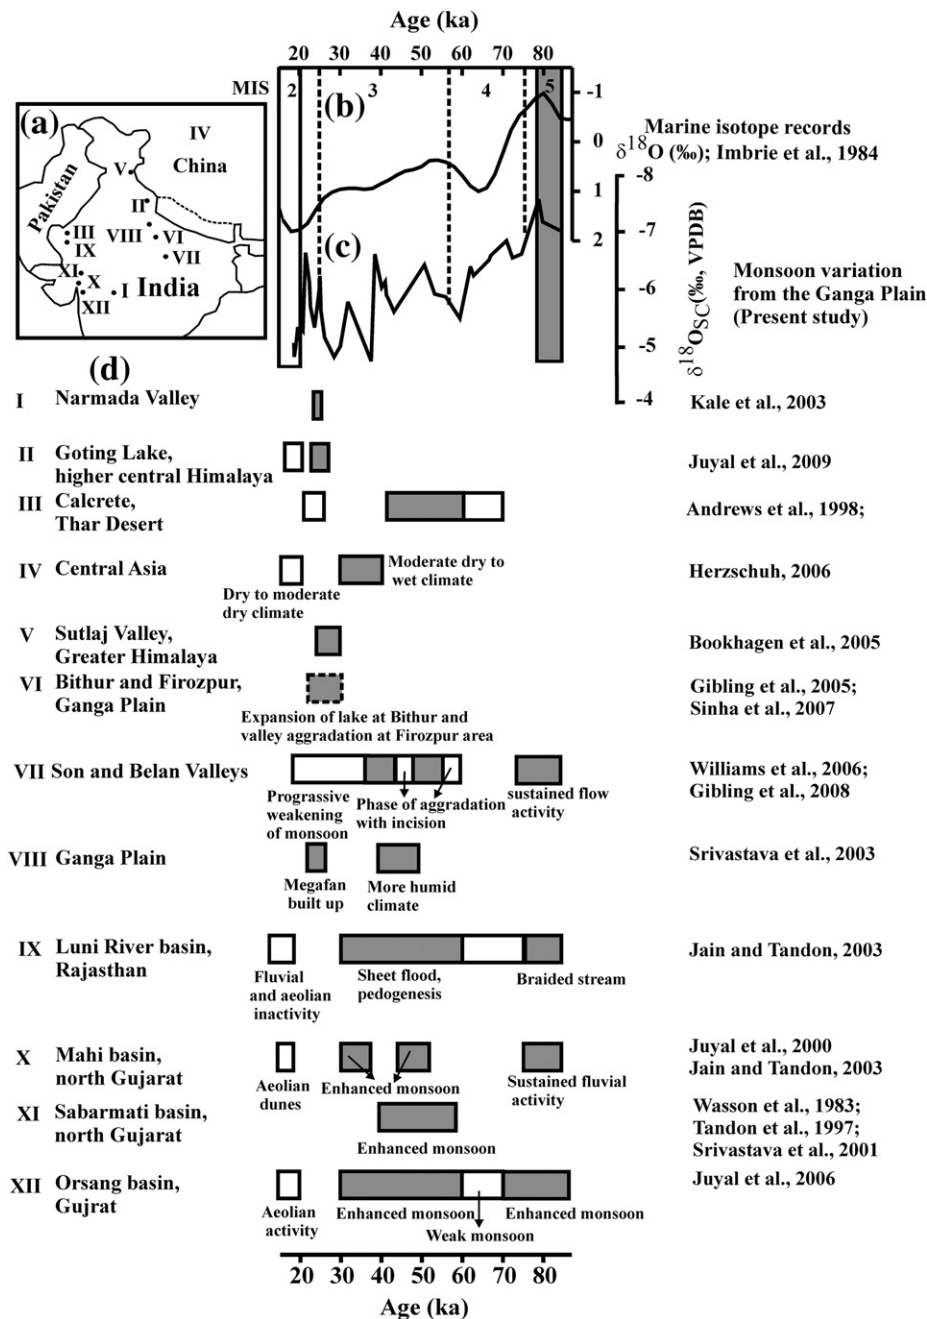 Age (ka)
20 30 40 50 60 70 80
MIS 2 3 4 5
(a)
(b)
-1
0
1
2
Marine isotope records
δ18O (‰); Imbrie et al., 1984
IV
China
V
Pakistan
II
III
VIII
VI
IX
VII
XI
X
I
India
XII
(c)
-8
-7
-6
-5
-4
δ18OSC(‰, VPDB)
Monsoon variation
from the Ganga Plain
(Present study)
(d)
I Narmada Valley
Kale et al., 2003
II Goting Lake,
higher central Himalaya
Juyal et al., 2009
III Calcrete,
Thar Desert
Andrews et al., 1998;
IV Central Asia
Moderate dry to
wet climate
Dry to moderate
dry climate
Herzschuh, 2006
V Sutlaj Valley,
Greater Himalaya
Bookhagen et al., 2005
VI Bithur and Firozpur,
Ganga Plain
Expansion of lake at Bithur and
valley aggradation at Firozpur area
Gibling et al., 2005;
Sinha et al., 2007
VII Son and Belan Valleys
Progrssive
weakening
of monsoon
Phase of aggradation
with incision
sustained flow
activity
Williams et al., 2006;
Gibling et al., 2008
VIII Ganga Plain
Megafan
built up
More humid
climate
Srivastava et al., 2003
IX Luni River basin,
Rajasthan
Fluvial
and aeolian
inactivity
Sheet flood,
pedogenesis
Braided stream
Jain and Tandon, 2003
X Mahi basin,
north Gujarat
Aeolian
dunes
Enhanced monsoon
Sustained fluvial
activity
Juyal et al., 2000
Jain and Tandon, 2003
XI Sabarmati basin,
north Gujarat
Enhanced monsoon
Wasson et al., 1983;
Tandon et al., 1997;
Srivastava et al., 2001
XII Orsang basin,
Gujrat
Aeolian
activity
Enhanced monsoon
Weak monsoon
Enhanced monsoon
Juyal et al., 2006
20 30 40 50 60 70 80
Age (ka)